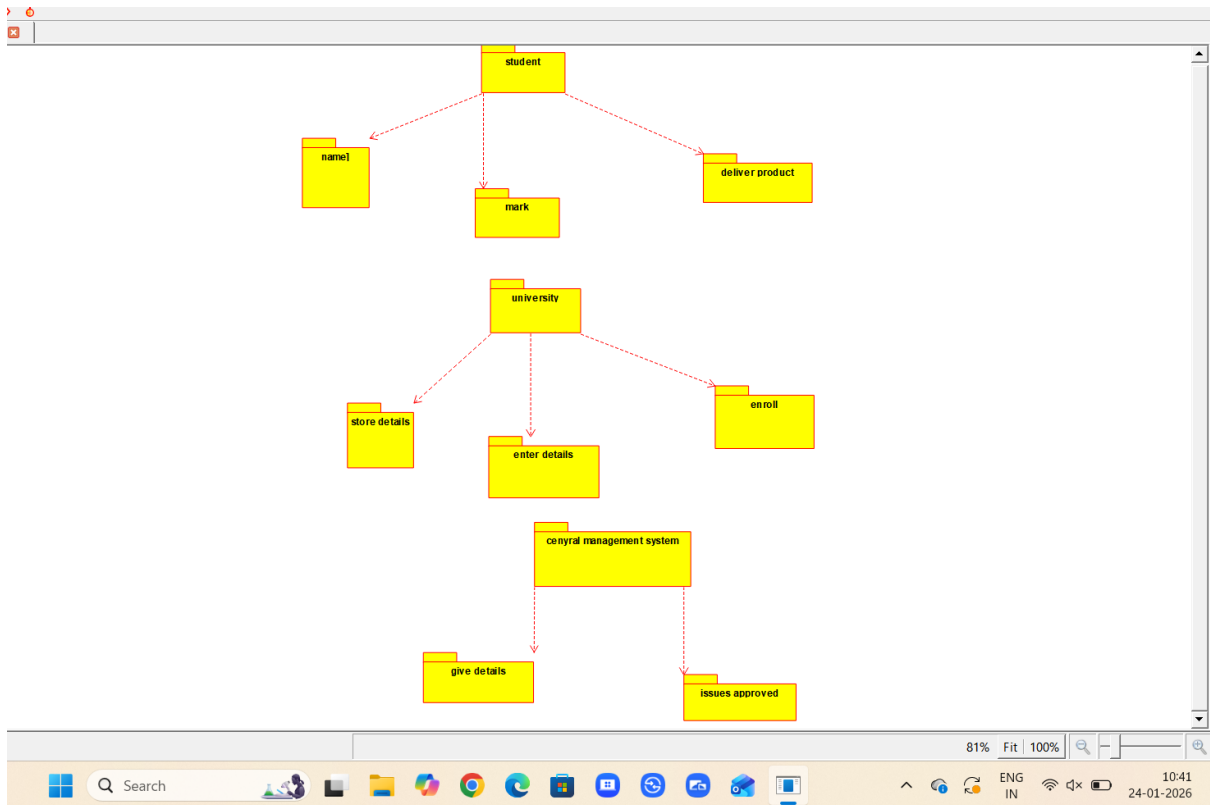 student
name]
deliver product
mark
university
enroll
store details
enter details
cenyral management system
give details
issues approved
81% Fit 100%
Search
ENG
IN
10:41
24-01-2026